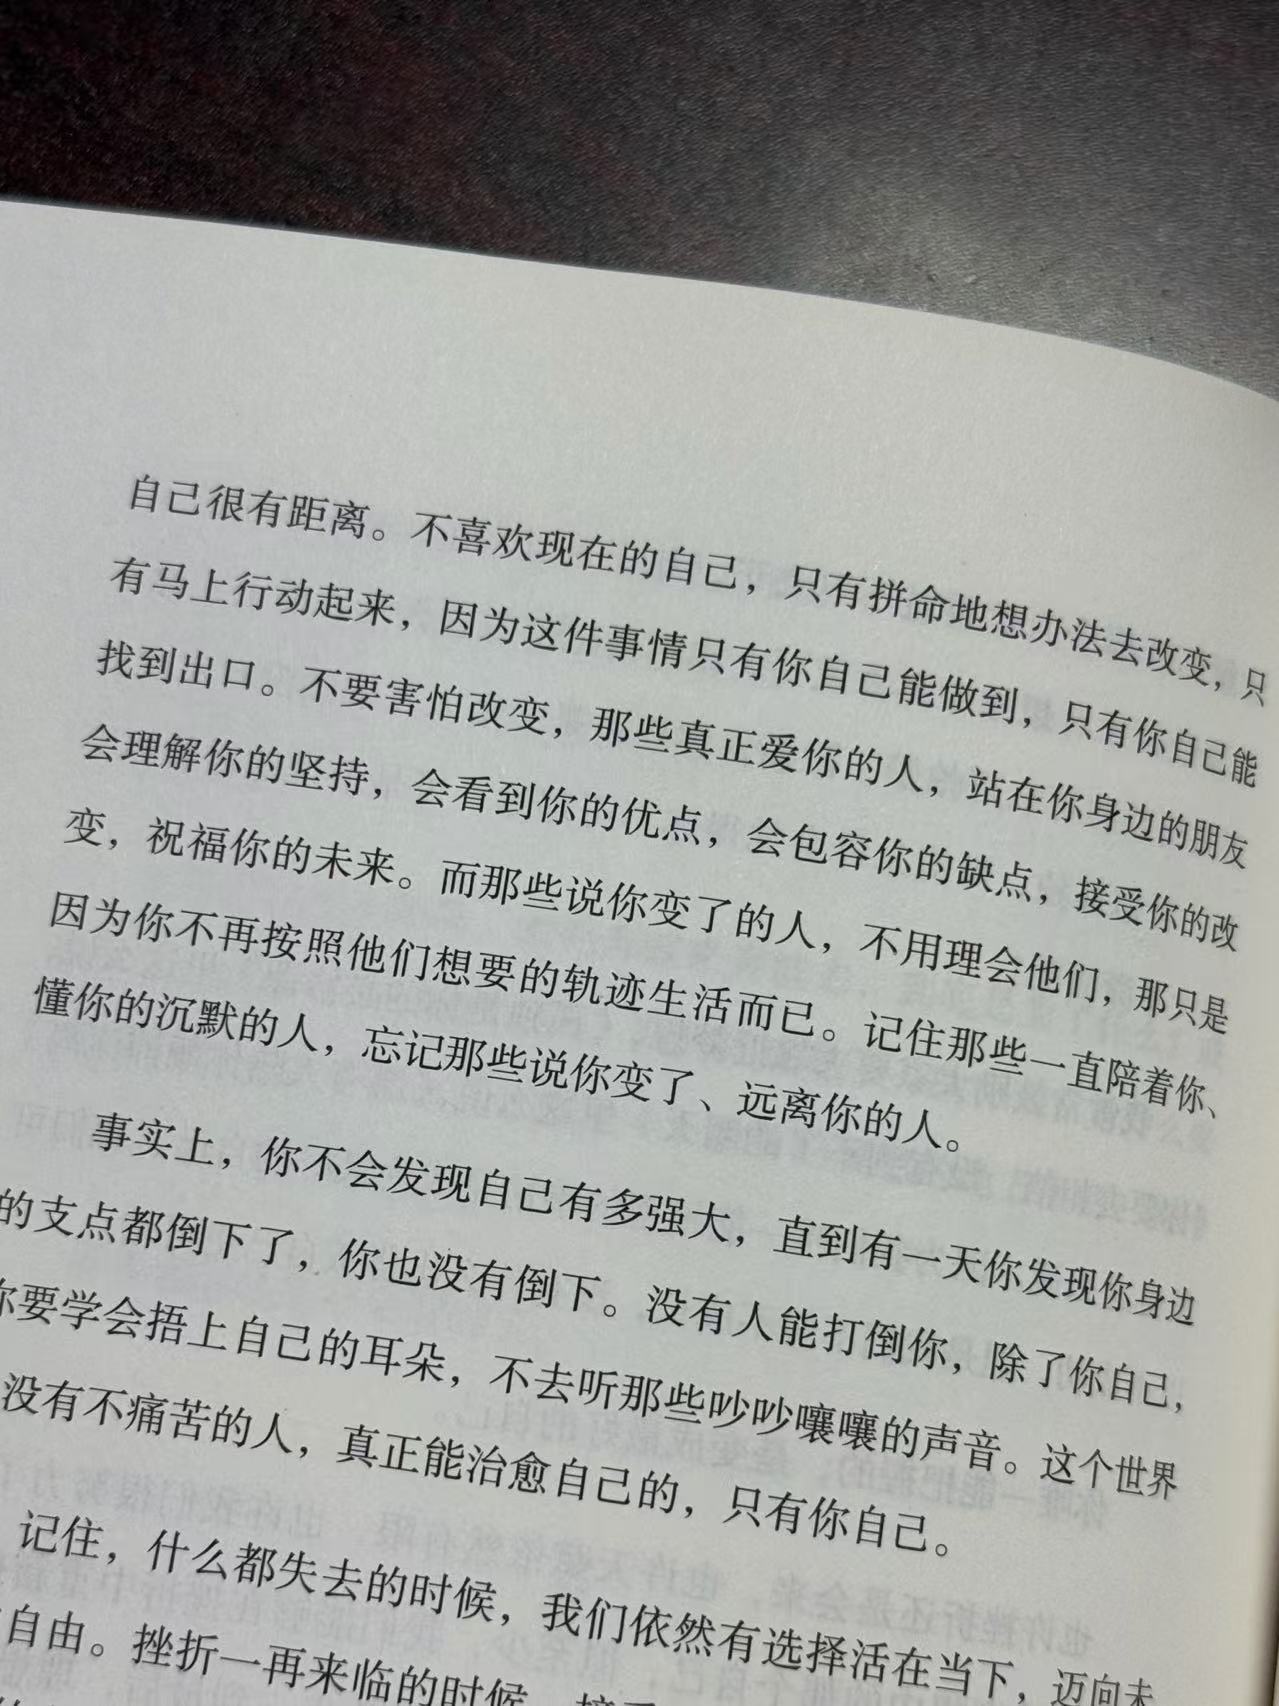 自己很有距离。不喜欢现在的自己，只有拼命地想办法去改变，只
有马上行动起来，因为这件事情只有你自己能做到，只有你自己能
找到出口。不要害怕改变，那些真正爱你的人，站在你身边的朋友
会理解你的坚持，会看到你的优点，会包容你的缺点，接受你的改
变，祝福你的未来。而那些说你变了的人，不用理会他们，那只是
因为你不再按照他们想要的轨迹生活而已。记住那些一直陪着你、
懂你的沉默的人，忘记那些说你变了、远离你的人。
事实上，你不会发现自己有多强大，直到有一天你发现你身边
的支点都倒下了，你也没有倒下。没有人能打倒你，除了你自己，
你要学会捂上自己的耳朵，不去听那些吵吵嚷嚷的声音。这个世界
没有不痛苦的人，真正能治愈自己的，只有你自己。
记住，什么都失去的时候，我们依然有选择活在当下，迈向未
自由。挫折一再来临的时候